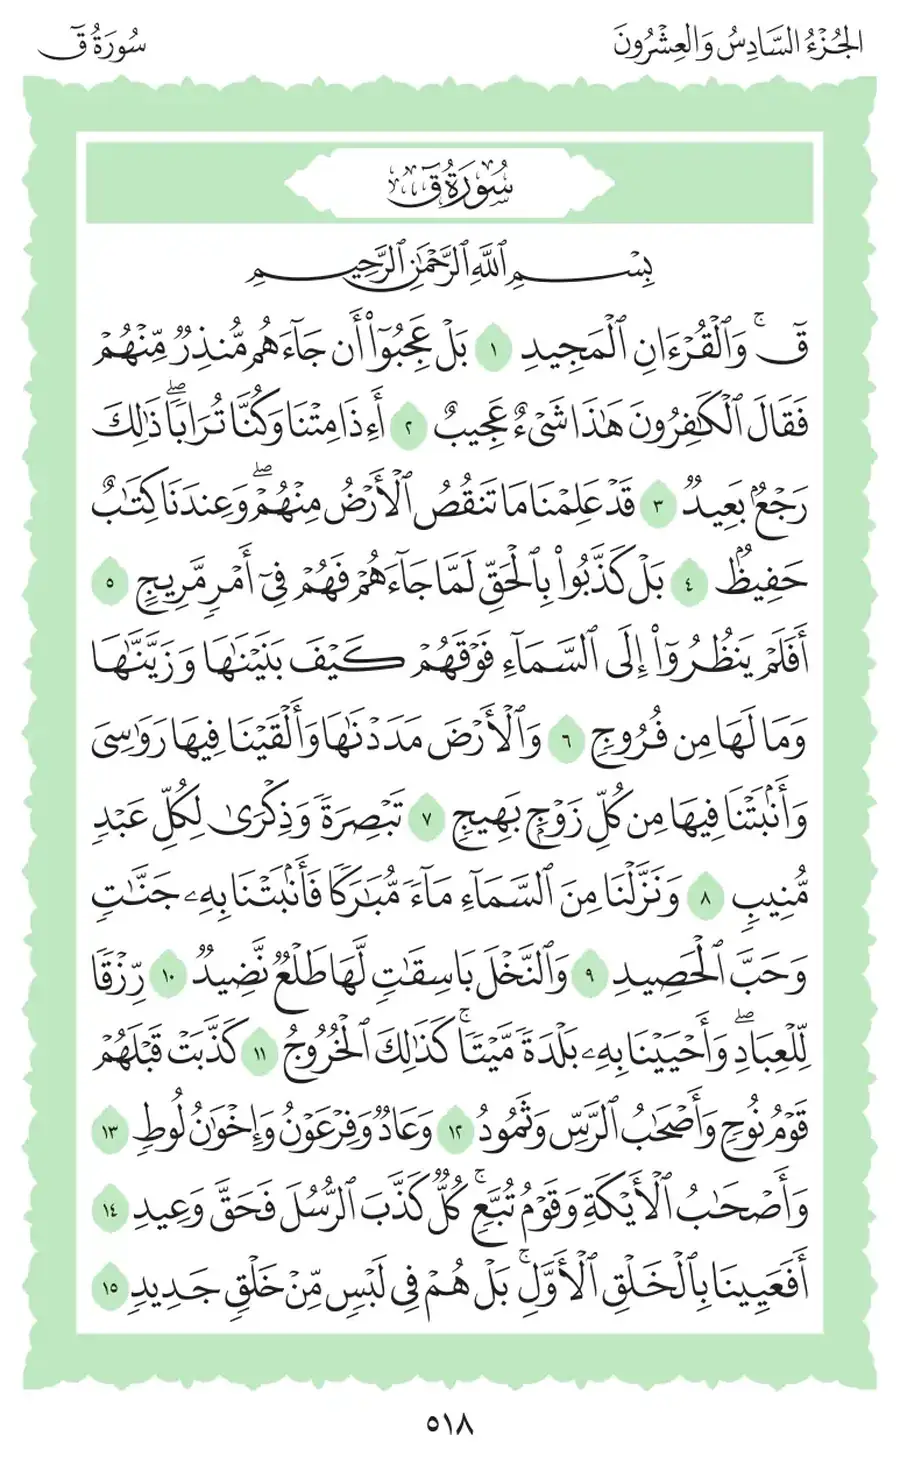 الجُزْءُ السَّادِسُ وَالعِشْرُونَ
سُورَةُ قٓ
سُورَةُ قٓ
بِسْمِ ٱللَّهِ ٱلرَّحْمَٰنِ ٱلرَّحِيمِ
قٓۚ وَٱلْقُرْءَانِ ٱلْمَجِيدِ ١ بَلْ عَجِبُوٓا۟ أَن جَآءَهُم مُّنذِرٌ مِّنْهُمْ
فَقَالَ ٱلْكَٰفِرُونَ هَٰذَا شَىْءٌ عَجِيبٌ ٢ أَءِذَا مِتْنَا وَكُنَّا تُرَابًاۖ ذَٰلِكَ
رَجْعٌۢ بَعِيدٌ ٣ قَدْ عَلِمْنَا مَا تَنقُصُ ٱلْأَرْضُ مِنْهُمْۖ وَعِندَنَا كِتَٰبٌ
حَفِيظٌۢ ٤ بَلْ كَذَّبُوا۟ بِٱلْحَقِّ لَمَّا جَآءَهُمْ فَهُمْ فِىٓ أَمْرٍ مَّرِيجٍ ٥
أَفَلَمْ يَنظُرُوٓا۟ إِلَى ٱلسَّمَآءِ فَوْقَهُمْ كَيْفَ بَنَيْنَٰهَا وَزَيَّنَّٰهَا
وَمَا لَهَا مِن فُرُوجٍ ٦ وَٱلْأَرْضَ مَدَدْنَٰهَا وَأَلْقَيْنَا فِيهَا رَوَٰسِىَ
وَأَنۢبَتْنَا فِيهَا مِن كُلِّ زَوْجٍۭ بَهِيجٍ ٧ تَبْصِرَةً وَذِكْرَىٰ لِكُلِّ عَبْدٍ
مُّنِيبٍ ٨ وَنَزَّلْنَا مِنَ ٱلسَّمَآءِ مَآءً مُّبَٰرَكًا فَأَنۢبَتْنَا بِهِۦ جَنَّٰتٍ
وَحَبَّ ٱلْحَصِيدِ ٩ وَٱلنَّخْلَ بَاسِقَٰتٍ لَّهَا طَلْعٌ نَّضِيدٌ ١٠ رِّزْقًا
لِّلْعِبَادِۖ وَأَحْيَيْنَا بِهِۦ بَلْدَةً مَّيْتًاۚ كَذَٰلِكَ ٱلْخُرُوجُ ١١ كَذَّبَتْ قَبْلَهُمْ
قَوْمُ نُوحٍ وَأَصْحَٰبُ ٱلرَّسِّ وَثَمُودُ ١٢ وَعَادٌ وَفِرْعَوْنُ وَإِخْوَٰنُ لُوطٍ ١٣
وَأَصْحَٰبُ ٱلْأَيْكَةِ وَقَوْمُ تُبَّعٍۚ كُلٌّ كَذَّبَ ٱلرُّسُلَ فَحَقَّ وَعِيدِ ١٤
أَفَعَيِينَا بِٱلْخَلْقِ ٱلْأَوَّلِۚ بَلْ هُمْ فِى لَبْسٍ مِّنْ خَلْقٍ جَدِيدٍ ١٥
٥١٨